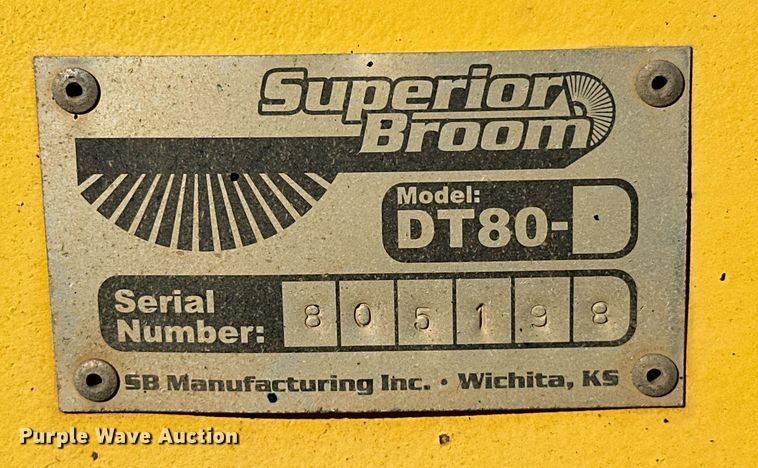 Superior
Broom
Model:
DT80-
Serial
Number: 805198
SB Manufacturing Inc. • Wichita, KS
Purple Wave Auction